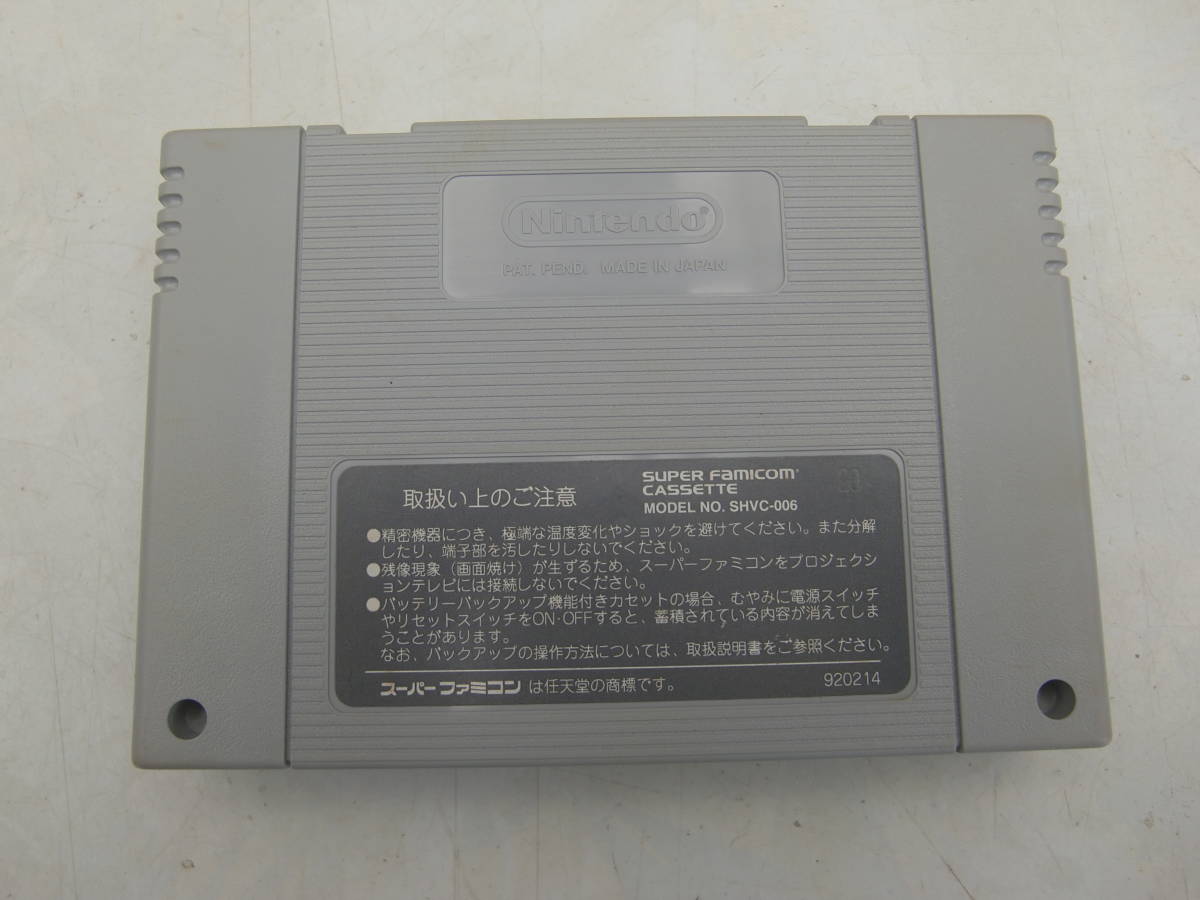 Nintendo®
PAT. PEND. MADE IN JAPAN
取扱い上のご注意
SUPER FAMICOM®
CASSETTE
MODEL NO. SHVC-006
●精密機器につき、極端な温度変化やショックを避けてください。また分解
したり、端子部を汚したりしないでください。
●残像現象(画面焼け)が生ずるため、スーパーファミコンをプロジェクシ
ョンテレビには接続しないでください。
●バッテリーバックアップ機能付きカセットの場合、むやみに電源スイッチ
やリセットスイッチをON·OFFすると、蓄積されている内容が消えてしま
うことがあります。
なお、バックアップの操作方法については、取扱説明書をご参照ください。
スーパーファミコンは任天堂の商標です。
920214